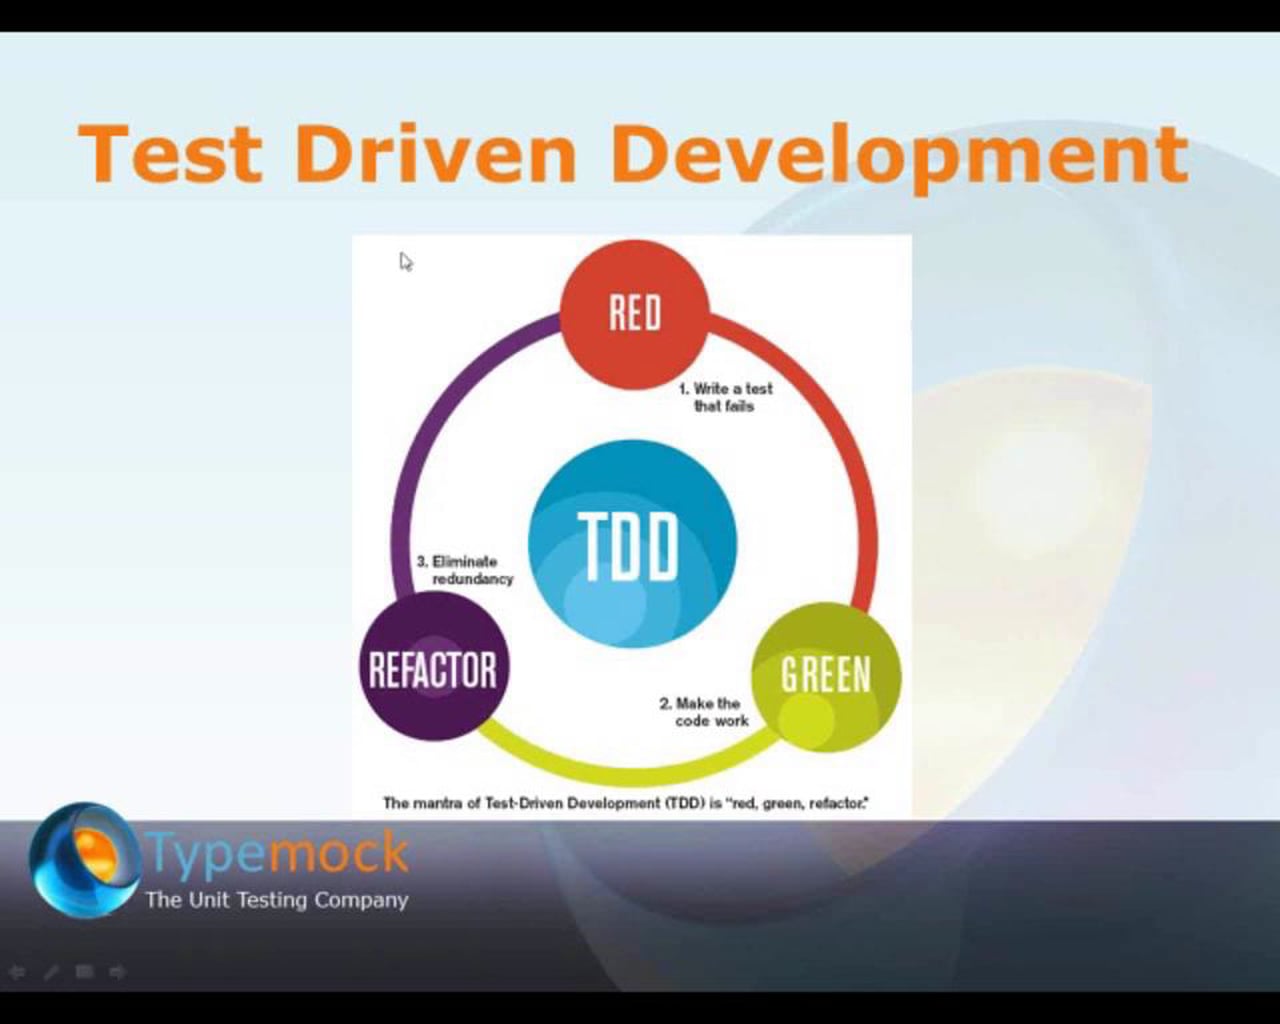 Test Driven Development
RED
1. Write a test
that fails
TDD
3. Eliminate
redundancy
REFACTOR
GREEN
2. Make the
code work
The mantra of Test-Driven Development (TDD) is "red, green, refactor."
Typemock
The Unit Testing Company